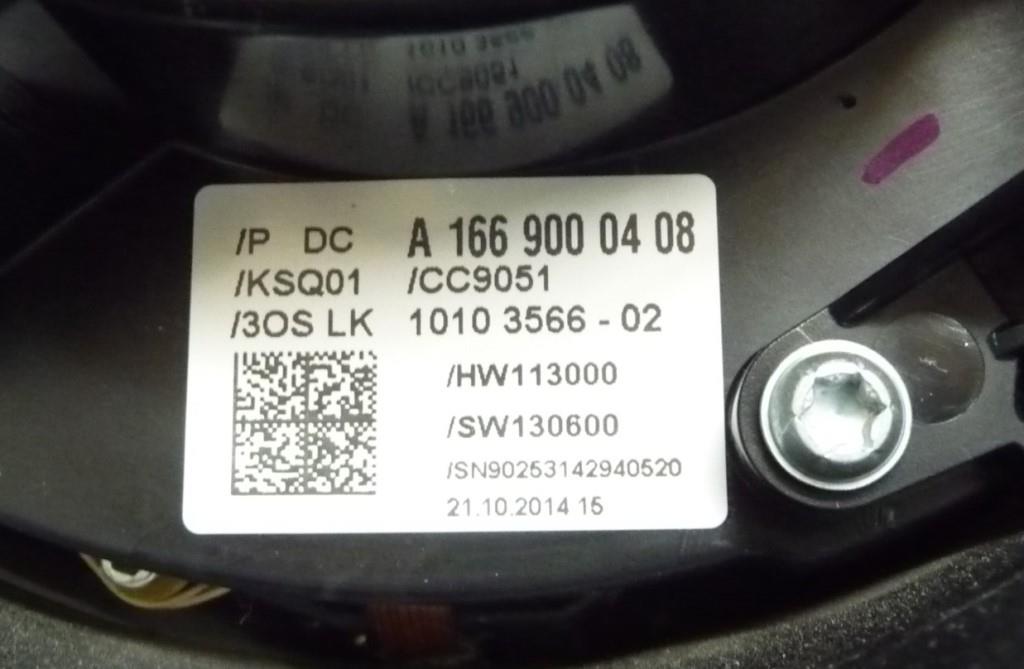 /P DC A 166 900 04 08
/KSQ01 /CC9051
/3OS LK 1010 3566 - 02
/HW113000
/SW130600
/SN90253142940520
21.10.2014 15